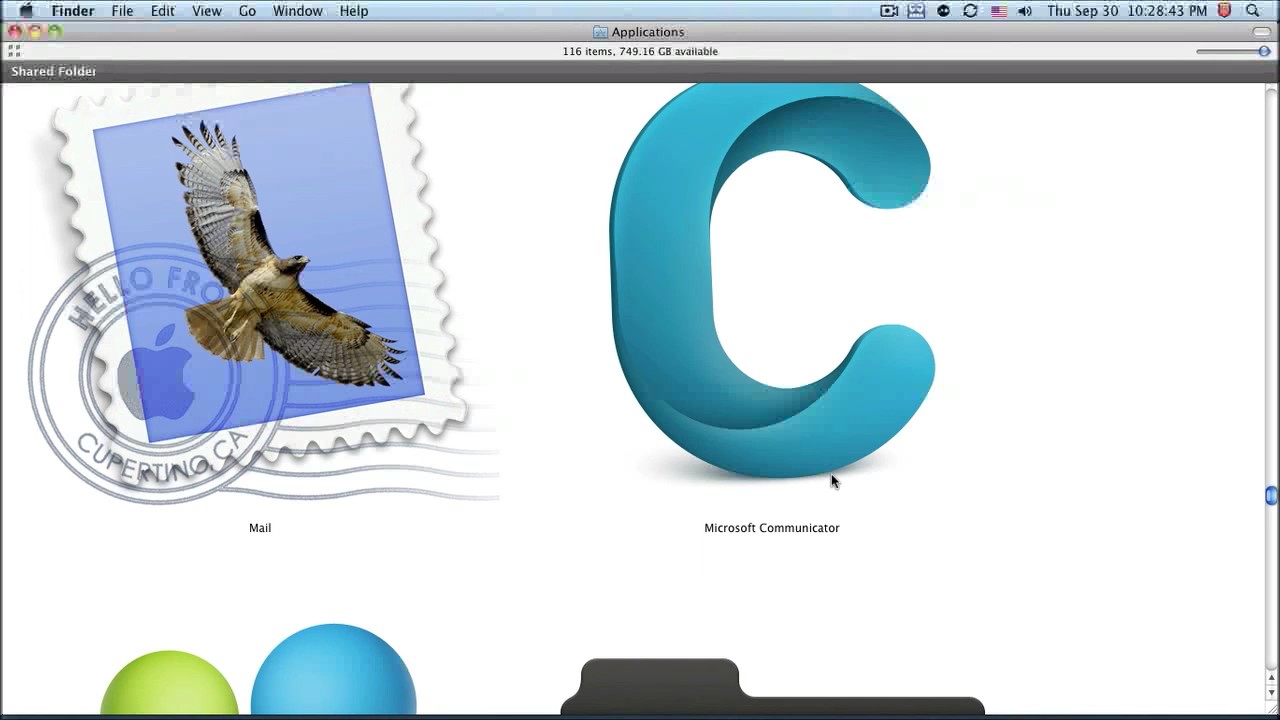 Finder File Edit View Go Window Help Thu Sep 30 10:28:43 PM
Applications
116 items, 749.16 GB available
Shared Folder
HELLO FRO
CUPERTINO, CA
C
Mail
Microsoft Communicator